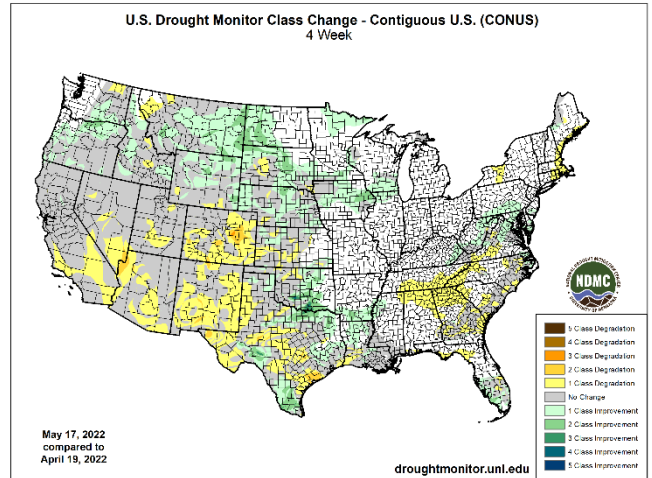 U.S. Drought Monitor Class Change - Contiguous U.S. (CONUS)
4 Week
NDMC
5 Class Degradation
4 Class Degradation
3 Class Degradation
2 Class Degradation
1 Class Degradation
No Change
1 Class Improvement
2 Class Improvement
3 Class Improvement
4 Class Improvement
5 Class Improvement
May 17, 2022
compared to
April 19, 2022
droughtmonitor.unl.edu